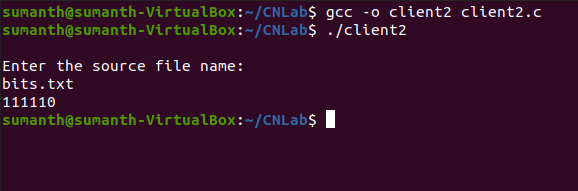 sumanth@sumanth-VirtualBox:~/CNLab$ gcc -o client2 client2.c
sumanth@sumanth-VirtualBox:~/CNLab$ ./client2
Enter the source file name:
bits.txt
111110
sumanth@sumanth-VirtualBox:~/CNLab$